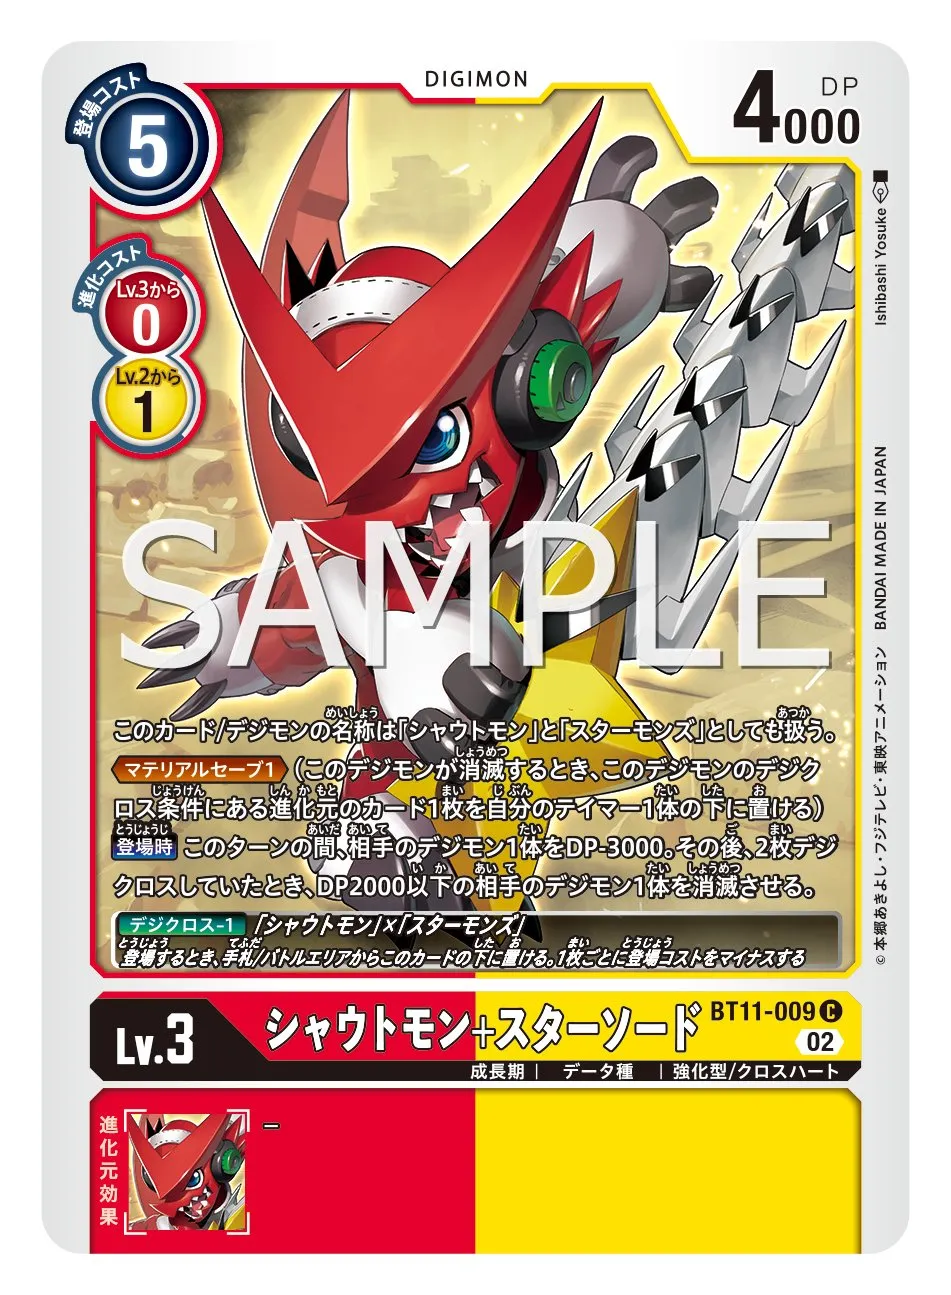 DIGIMON
登場コスト
5
DP
4000
進化コスト
Lv.3から
0
Lv.2から
1
Ishibashi Yosuke
SAMPLE
このカード/デジモンの名称は「シャウトモン」と「スターモンズ」としても扱う。
マテリアルセーブ1（このデジモンが消滅するとき、このデジモンのデジク
ロス条件にある進化元のカード1枚を自分のテイマー1体の下に置ける）
登場時 このターンの間、相手のデジモン1体をDP-3000。その後、2枚デジ
クロスしていたとき、DP2000以下の相手のデジモン1体を消滅させる。
デジクロス-1 「シャウトモン」×「スターモンズ」
登場するとき、手札/バトルエリアからこのカードの下に置ける。1枚ごとに登場コストをマイナスする
©本郷あきよし・フジテレビ・東映アニメーション BANDAI MADE IN JAPAN
Lv.3
シャウトモン+スターソード
BT11-009 C
02
成長期 | データ種 | 強化型/クロスハート
進化元効果
–